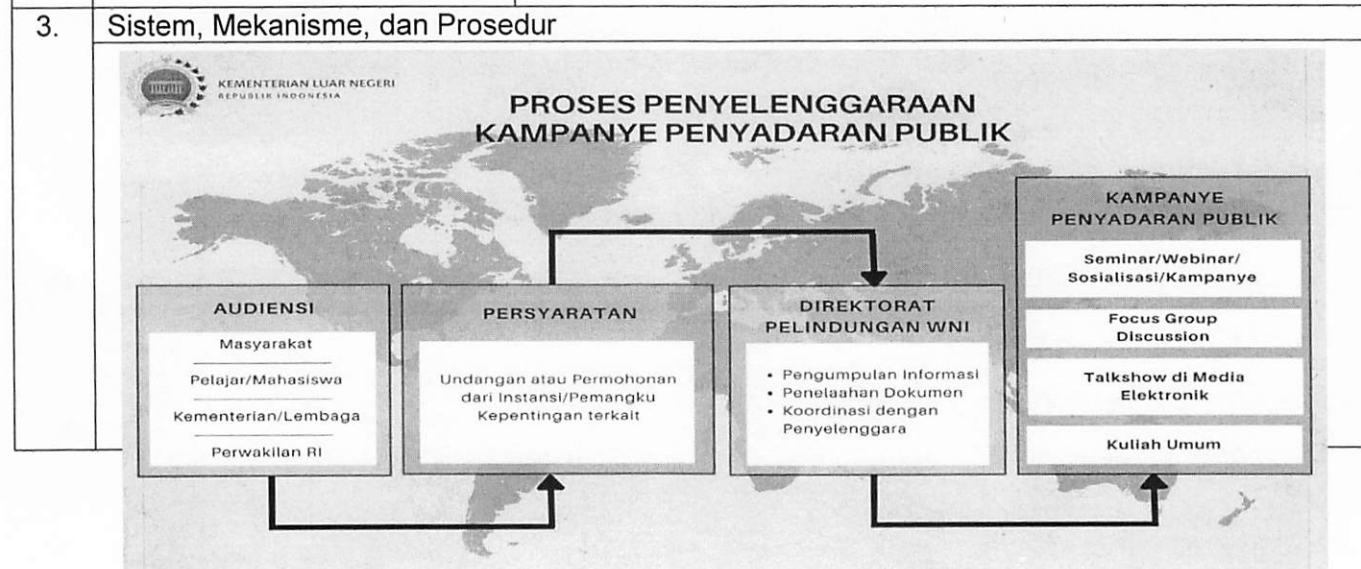 3. Sistem, Mekanisme, dan Prosedur
KEMENTERIAN LUAR NEGERI
REPUBLIK INDONESIA
PROSES PENYELENGGARAAN
KAMPANYE PENYADARAN PUBLIK
AUDIENSI
Masyarakat
Pelajar/Mahasiswa
Kementerian/Lembaga
Perwakilan RI
PERSYARATAN
Undangan atau Permohonan
dari Instansi/Pemangku
Kepentingan terkait
DIREKTORAT
PELINDUNGAN WNI
• Pengumpulan Informasi
• Penelaahan Dokumen
• Koordinasi dengan
Penyelenggara
KAMPANYE
PENYADARAN PUBLIK
Seminar/Webinar/
Sosialisasi/Kampanye
Focus Group
Discussion
Talkshow di Media
Elektronik
Kuliah Umum